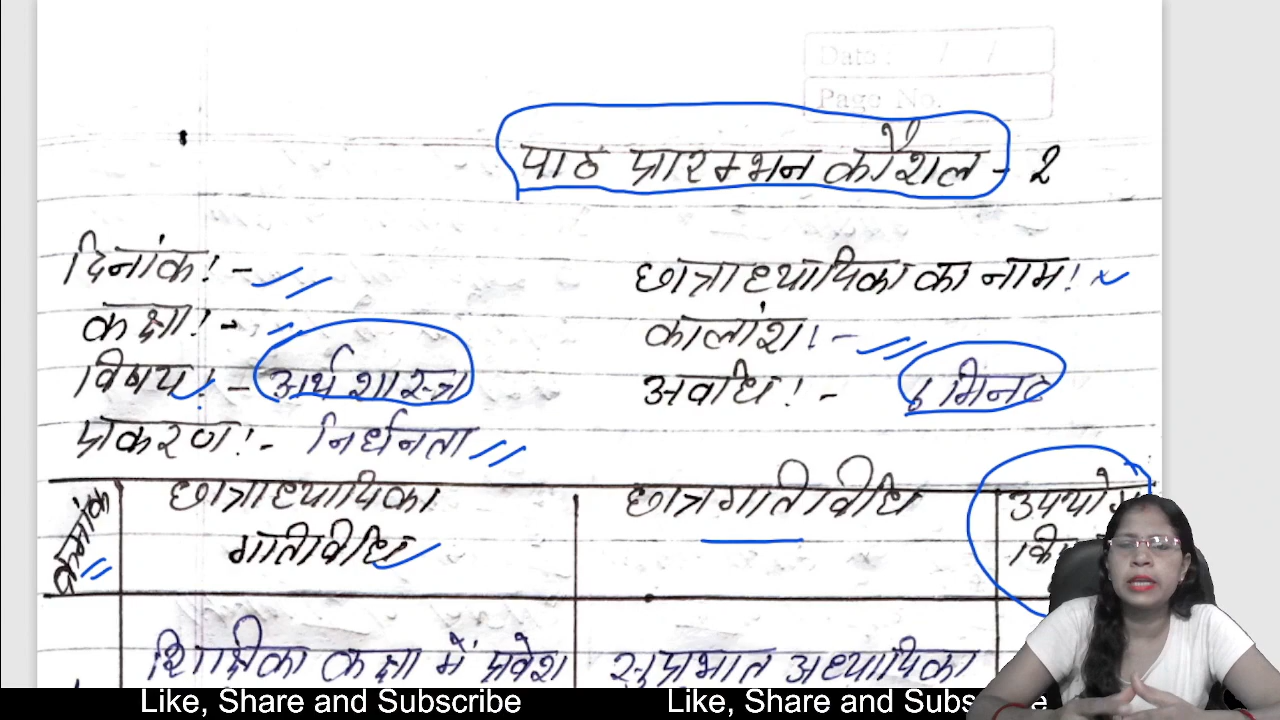 Date : / /
Page No.
पाठ प्रारम्भन कौशल - 2
दिनांक:- छात्राध्यापिका का नाम:
कक्षा:- कालांश:-
विषय:- अर्थशास्त्र अवधि:- 6 मिनट
प्रकरण:- निर्धनता
क्रमांक छात्राध्यापिका गतिविधि छात्रगतिविधि
शिक्षिका कक्षा में प्रवेश सुप्रभात अध्यापिका
Like, Share and Subscribe Like, Share and Subs